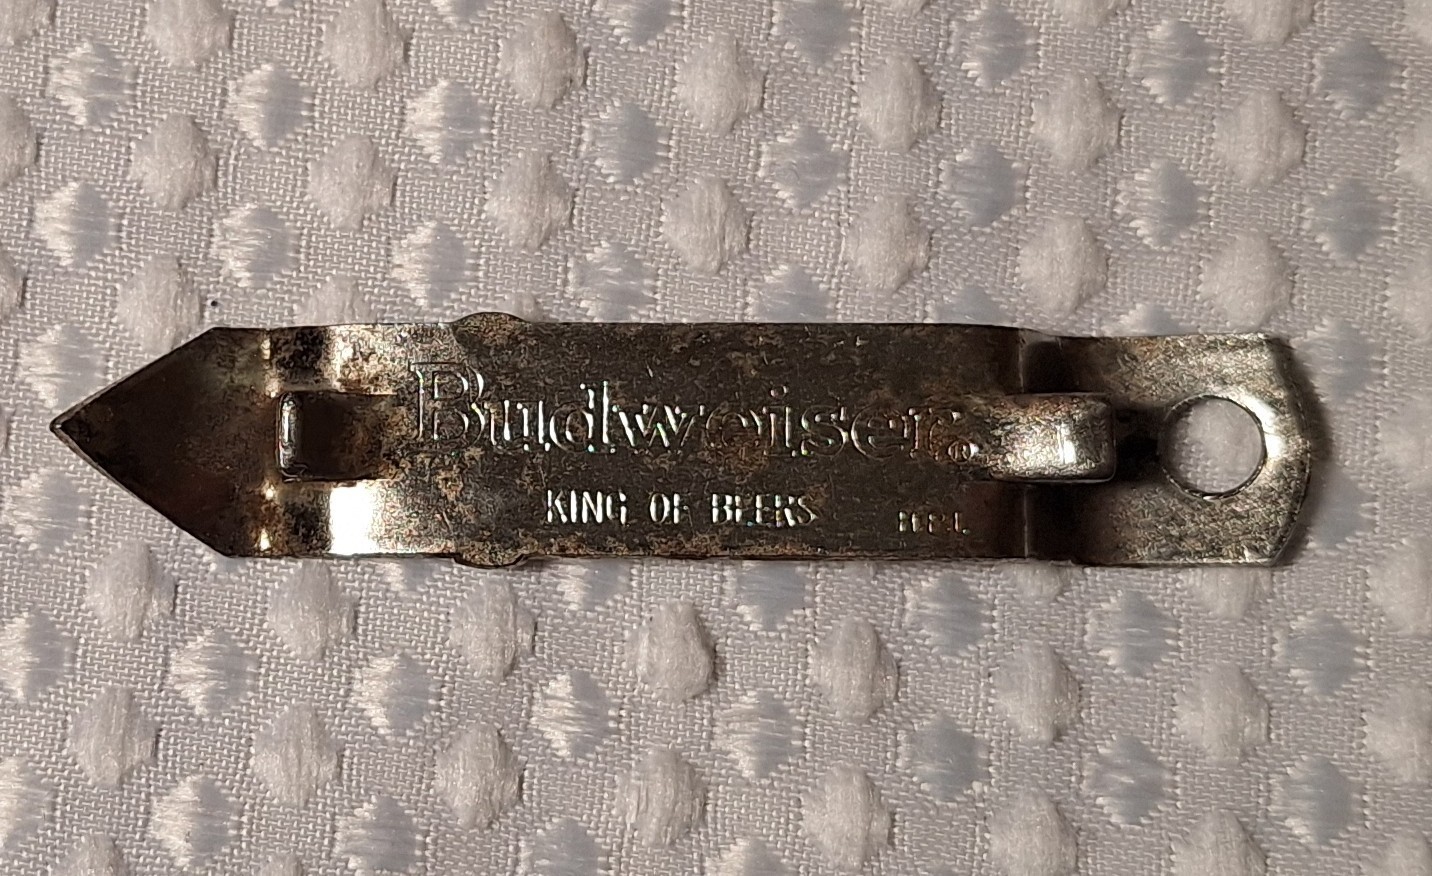 Budweiser®
KING OF BEERS